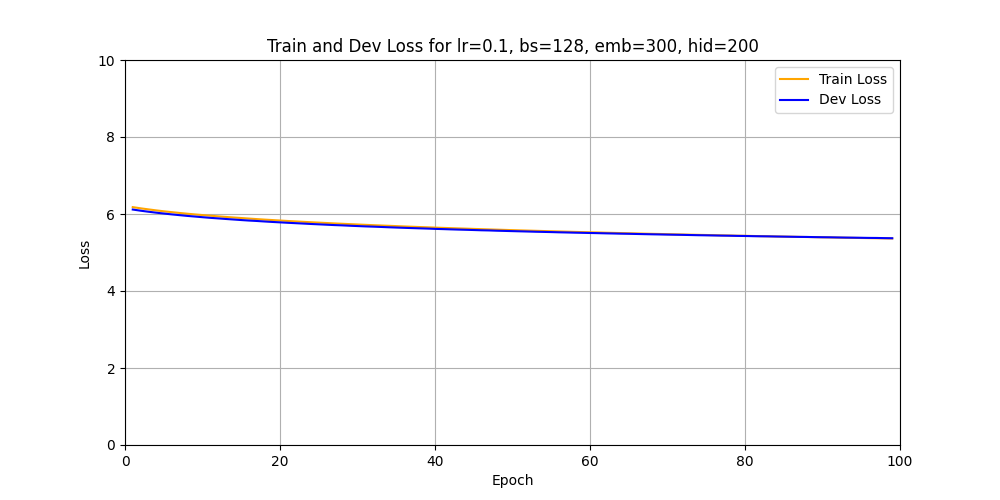 Train and Dev Loss for lr=0.1, bs=128, emb=300, hid=200
Train Loss
Dev Loss
Loss
10
8
6
4
2
0
0 20 40 60 80 100
Epoch